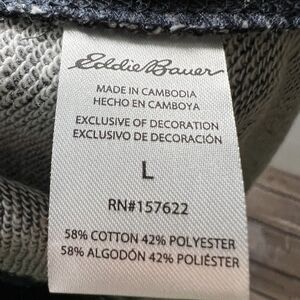 Eddie Bauer
MADE IN CAMBODIA
HECHO EN CAMBOYA
EXCLUSIVE OF DECORATION
EXCLUSIVO DE DECORACIÓN
L
RN#157622
58% COTTON 42% POLYESTER
58% ALGODÓN 42% POLIÉSTER